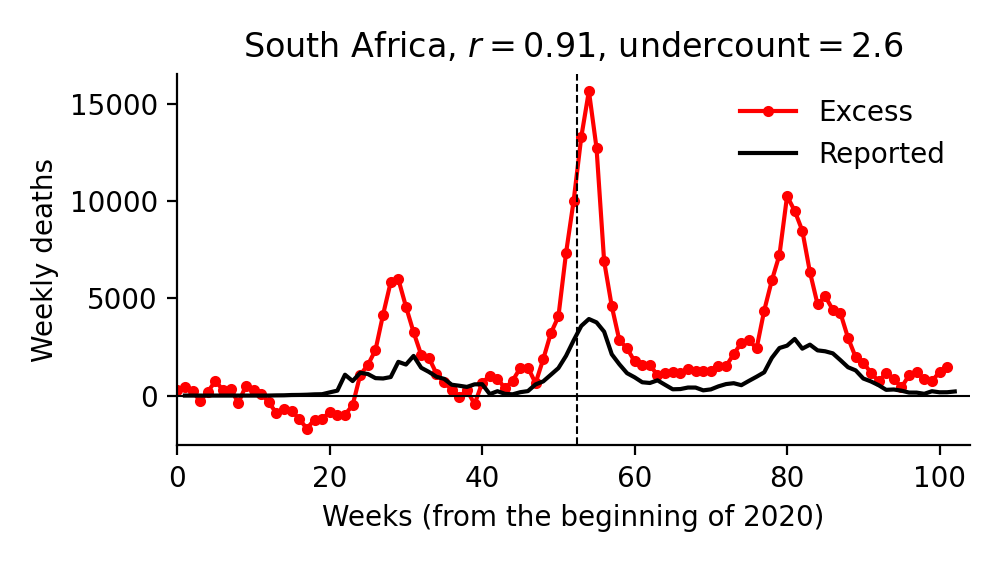 South Africa, r = 0.91, undercount = 2.6
Excess
Reported
Weekly deaths
15000
10000
5000
0
0 20 40 60 80 100
Weeks (from the beginning of 2020)